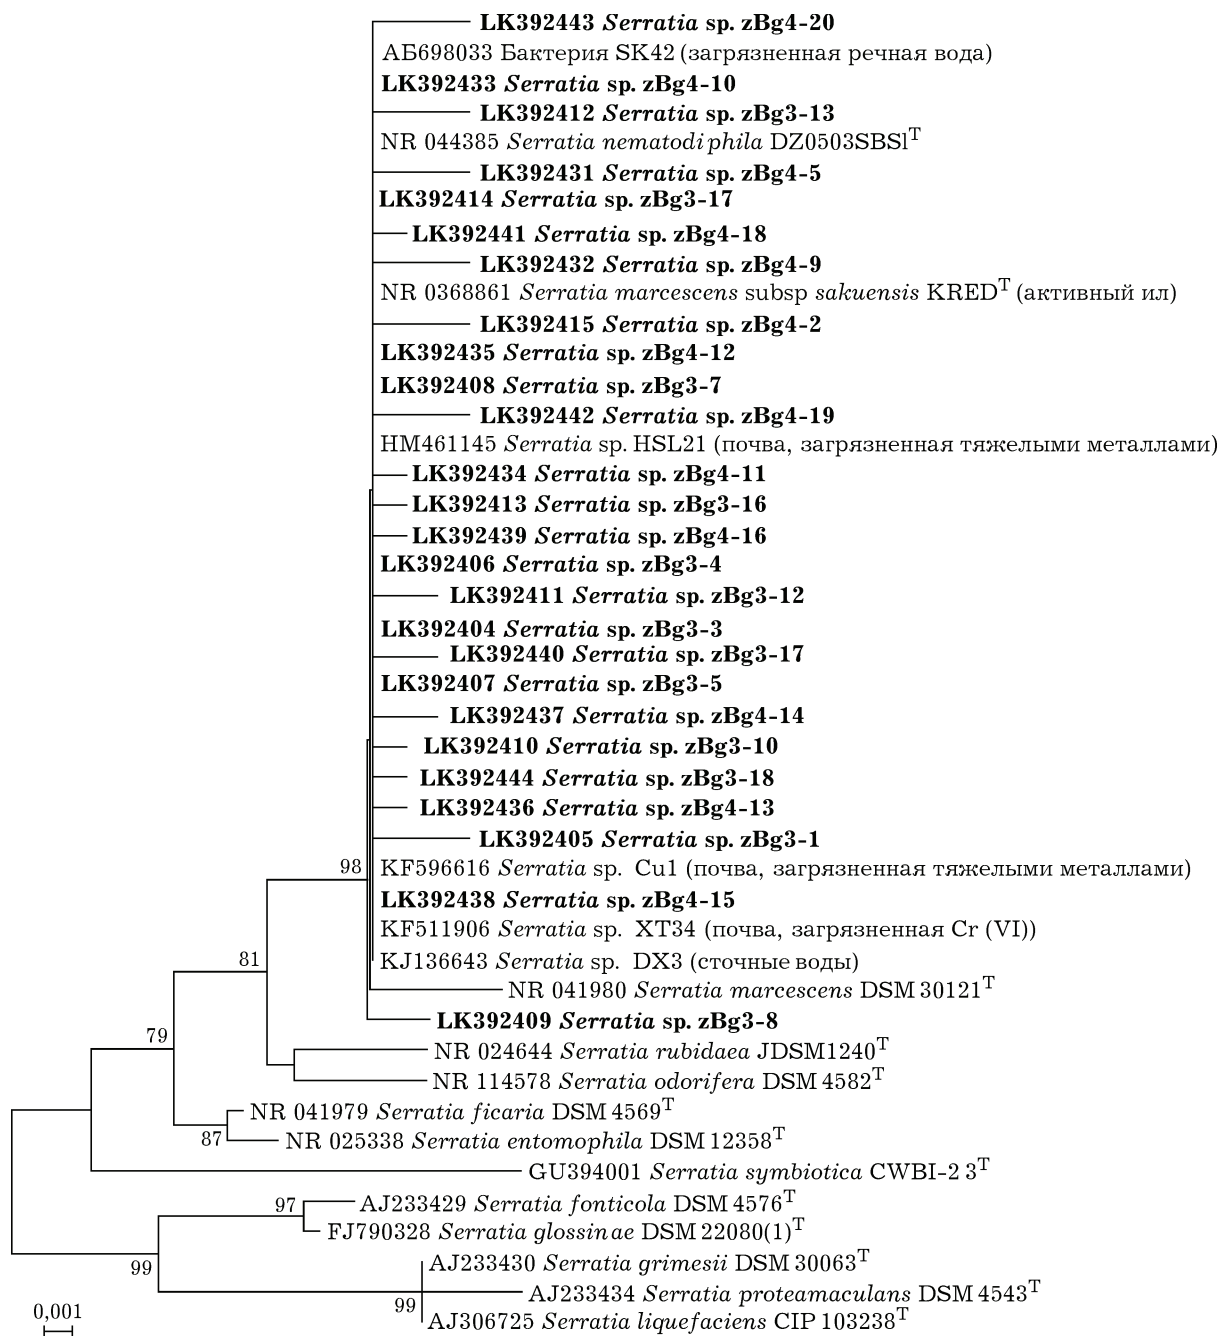 LK392443 Serratia sp. zBg4-20
АБ698033 Бактерия SK42 (загрязненная речная вода)
LK392433 Serratia sp. zBg4-10
LK392412 Serratia sp. zBg3-13
NR 044385 Serratia nematodiphila DZ0503SBSl^T
LK392431 Serratia sp. zBg4-5
LK392414 Serratia sp. zBg3-17
LK392441 Serratia sp. zBg4-18
LK392432 Serratia sp. zBg4-9
NR 0368861 Serratia marcescens subsp sakuensis KRED^T (активный ил)
LK392415 Serratia sp. zBg4-2
LK392435 Serratia sp. zBg4-12
LK392408 Serratia sp. zBg3-7
LK392442 Serratia sp. zBg4-19
HM461145 Serratia sp. HSL21 (почва, загрязненная тяжелыми металлами)
LK392434 Serratia sp. zBg4-11
LK392413 Serratia sp. zBg3-16
LK392439 Serratia sp. zBg4-16
LK392406 Serratia sp. zBg3-4
LK392411 Serratia sp. zBg3-12
LK392404 Serratia sp. zBg3-3
LK392440 Serratia sp. zBg3-17
LK392407 Serratia sp. zBg3-5
LK392437 Serratia sp. zBg4-14
LK392410 Serratia sp. zBg3-10
LK392444 Serratia sp. zBg3-18
LK392436 Serratia sp. zBg4-13
LK392405 Serratia sp. zBg3-1
98
KF596616 Serratia sp. Cu1 (почва, загрязненная тяжелыми металлами)
LK392438 Serratia sp. zBg4-15
KF511906 Serratia sp. XT34 (почва, загрязненная Cr (VI))
81
KJ136643 Serratia sp. DX3 (сточные воды)
NR 041980 Serratia marcescens DSM 30121^T
LK392409 Serratia sp. zBg3-8
79
NR 024644 Serratia rubidaea JDSM1240^T
NR 114578 Serratia odorifera DSM 4582^T
NR 041979 Serratia ficaria DSM 4569^T
87
NR 025338 Serratia entomophila DSM 12358^T
GU394001 Serratia symbiotica CWBI-2 3^T
97
AJ233429 Serratia fonticola DSM 4576^T
FJ790328 Serratia glossinae DSM 22080(1)^T
99
AJ233430 Serratia grimesii DSM 30063^T
AJ233434 Serratia proteamaculans DSM 4543^T
99
AJ306725 Serratia liquefaciens CIP 103238^T
0,001